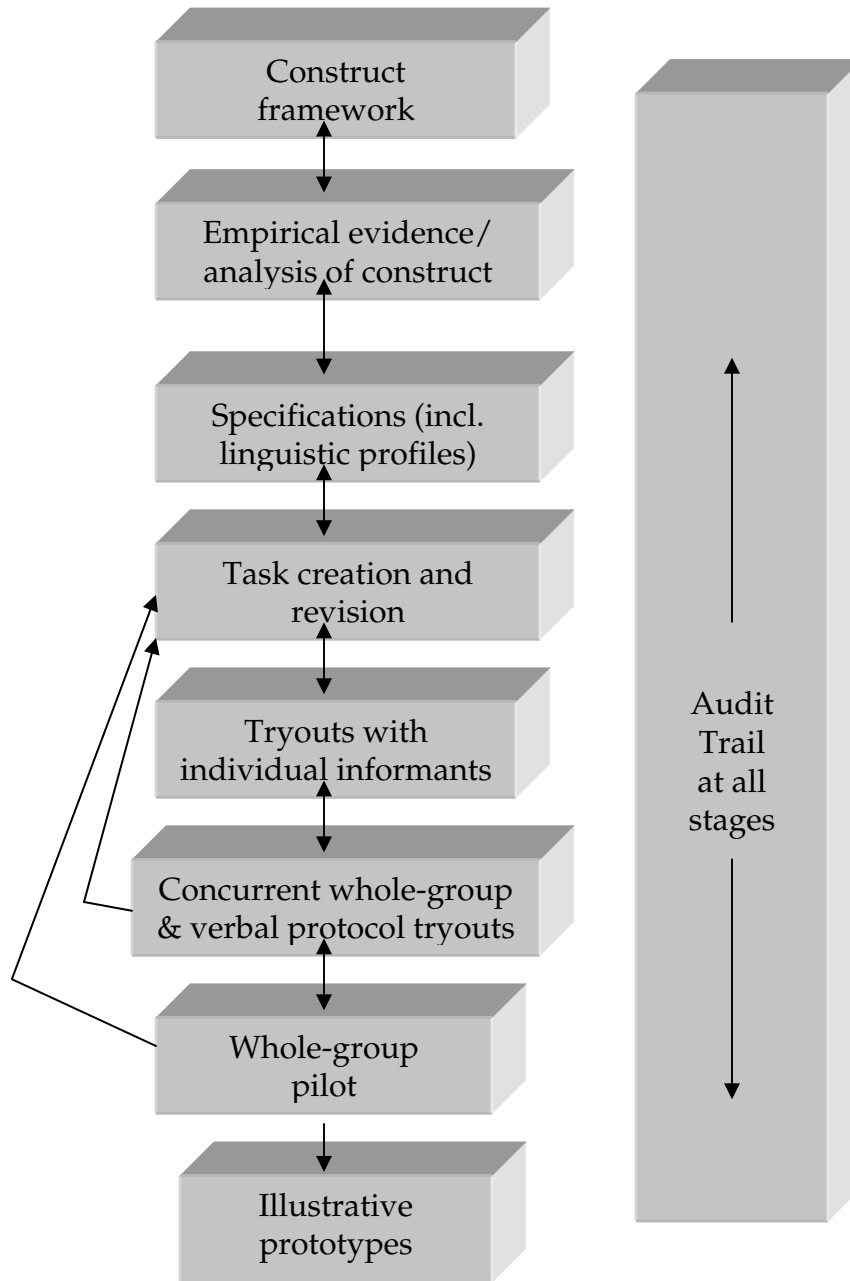 Construct
framework
Empirical evidence/
analysis of construct
Specifications (incl.
linguistic profiles)
Task creation and
revision
Tryouts with
individual informants
Concurrent whole-group
& verbal protocol tryouts
Whole-group
pilot
Illustrative
prototypes
Audit
Trail
at all
stages